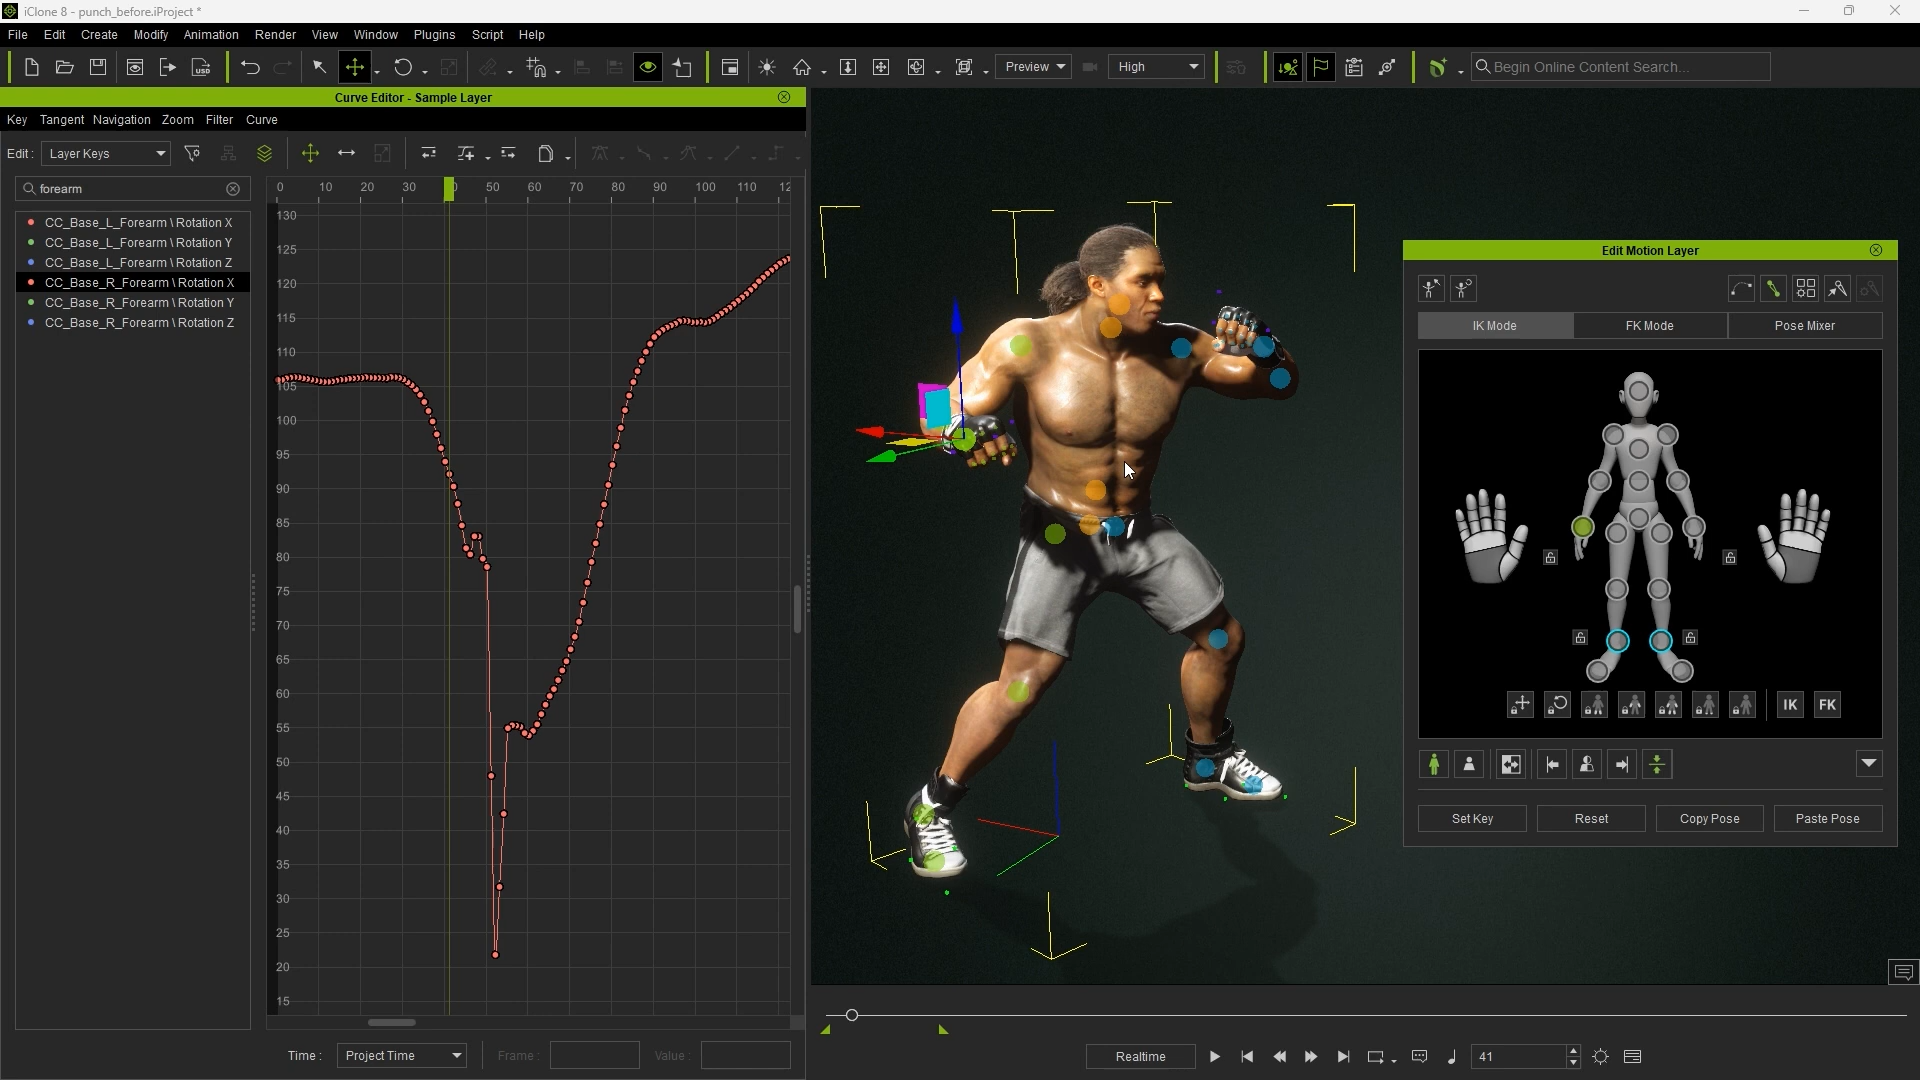 iClone 8 - punch_before.iProject *
File Edit Create Modify Animation Render View Window Plugins Script Help
USD Preview High Begin Online Content Search...
Curve Editor - Sample Layer
Key Tangent Navigation Zoom Filter Curve
Edit : Layer Keys
forearm
CC_Base_L_Forearm \ Rotation X
CC_Base_L_Forearm \ Rotation Y
CC_Base_L_Forearm \ Rotation Z
CC_Base_R_Forearm \ Rotation X
CC_Base_R_Forearm \ Rotation Y
CC_Base_R_Forearm \ Rotation Z
0 10 20 30 50 60 70 80 90 100 110 12
130
125
120
115
110
105
100
95
90
85
80
75
70
65
60
55
50
45
40
35
30
25
20
15
Time : Project Time Frame : Value :
Edit Motion Layer
IK Mode FK Mode Pose Mixer
IK FK
Set Key Reset Copy Pose Paste Pose
Realtime 41